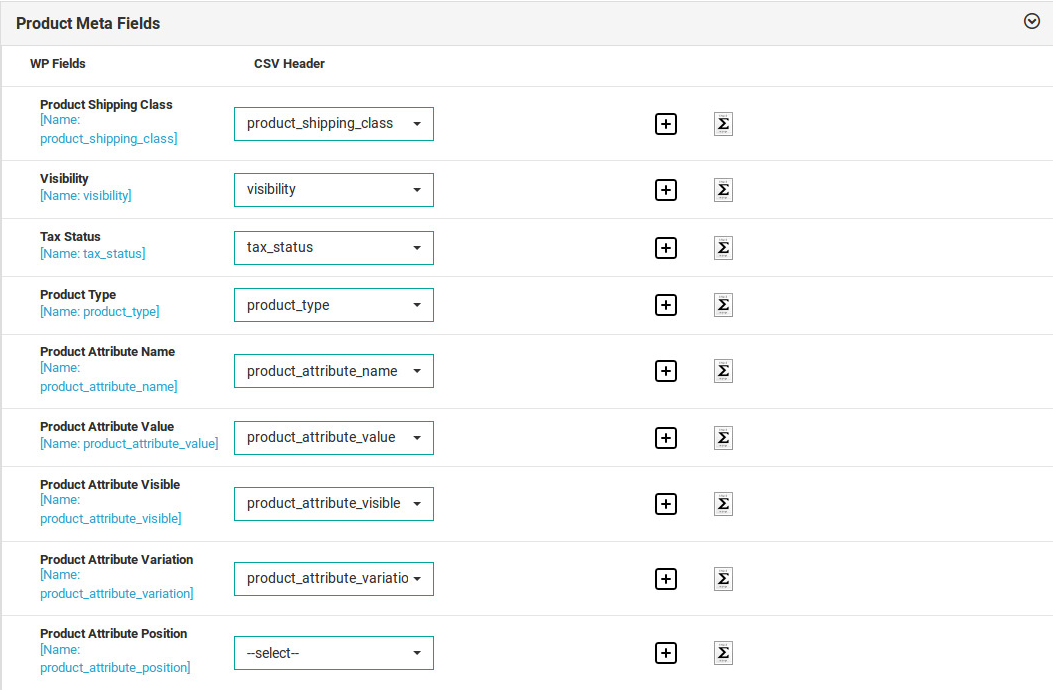 Product Meta Fields
WP Fields CSV Header
Product Shipping Class
[Name:
product_shipping_class]
product_shipping_class
Visibility
[Name: visibility]
visibility
Tax Status
[Name: tax_status]
tax_status
Product Type
[Name: product_type]
product_type
Product Attribute Name
[Name:
product_attribute_name]
product_attribute_name
Product Attribute Value
[Name: product_attribute_value]
product_attribute_value
Product Attribute Visible
[Name:
product_attribute_visible]
product_attribute_visible
Product Attribute Variation
[Name:
product_attribute_variation]
product_attribute_variatio
Product Attribute Position
[Name:
product_attribute_position]
--select--